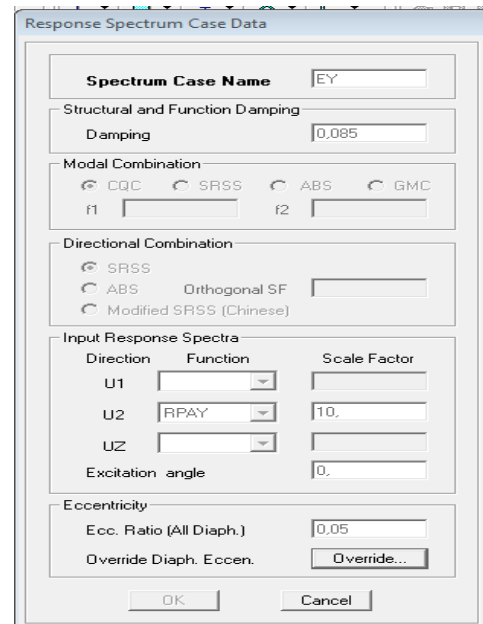 Response Spectrum Case Data
Spectrum Case Name EY
Structural and Function Damping
Damping 0,085
Modal Combination
CQC SRSS ABS GMC
f1 f2
Directional Combination
SRSS
ABS Orthogonal SF
Modified SRSS (Chinese)
Input Response Spectra
Direction Function Scale Factor
U1
U2 RPAY 10,
UZ
Excitation angle 0,
Eccentricity
Ecc. Ratio (All Diaph.) 0,05
Override Diaph. Eccen. Override...
OK Cancel